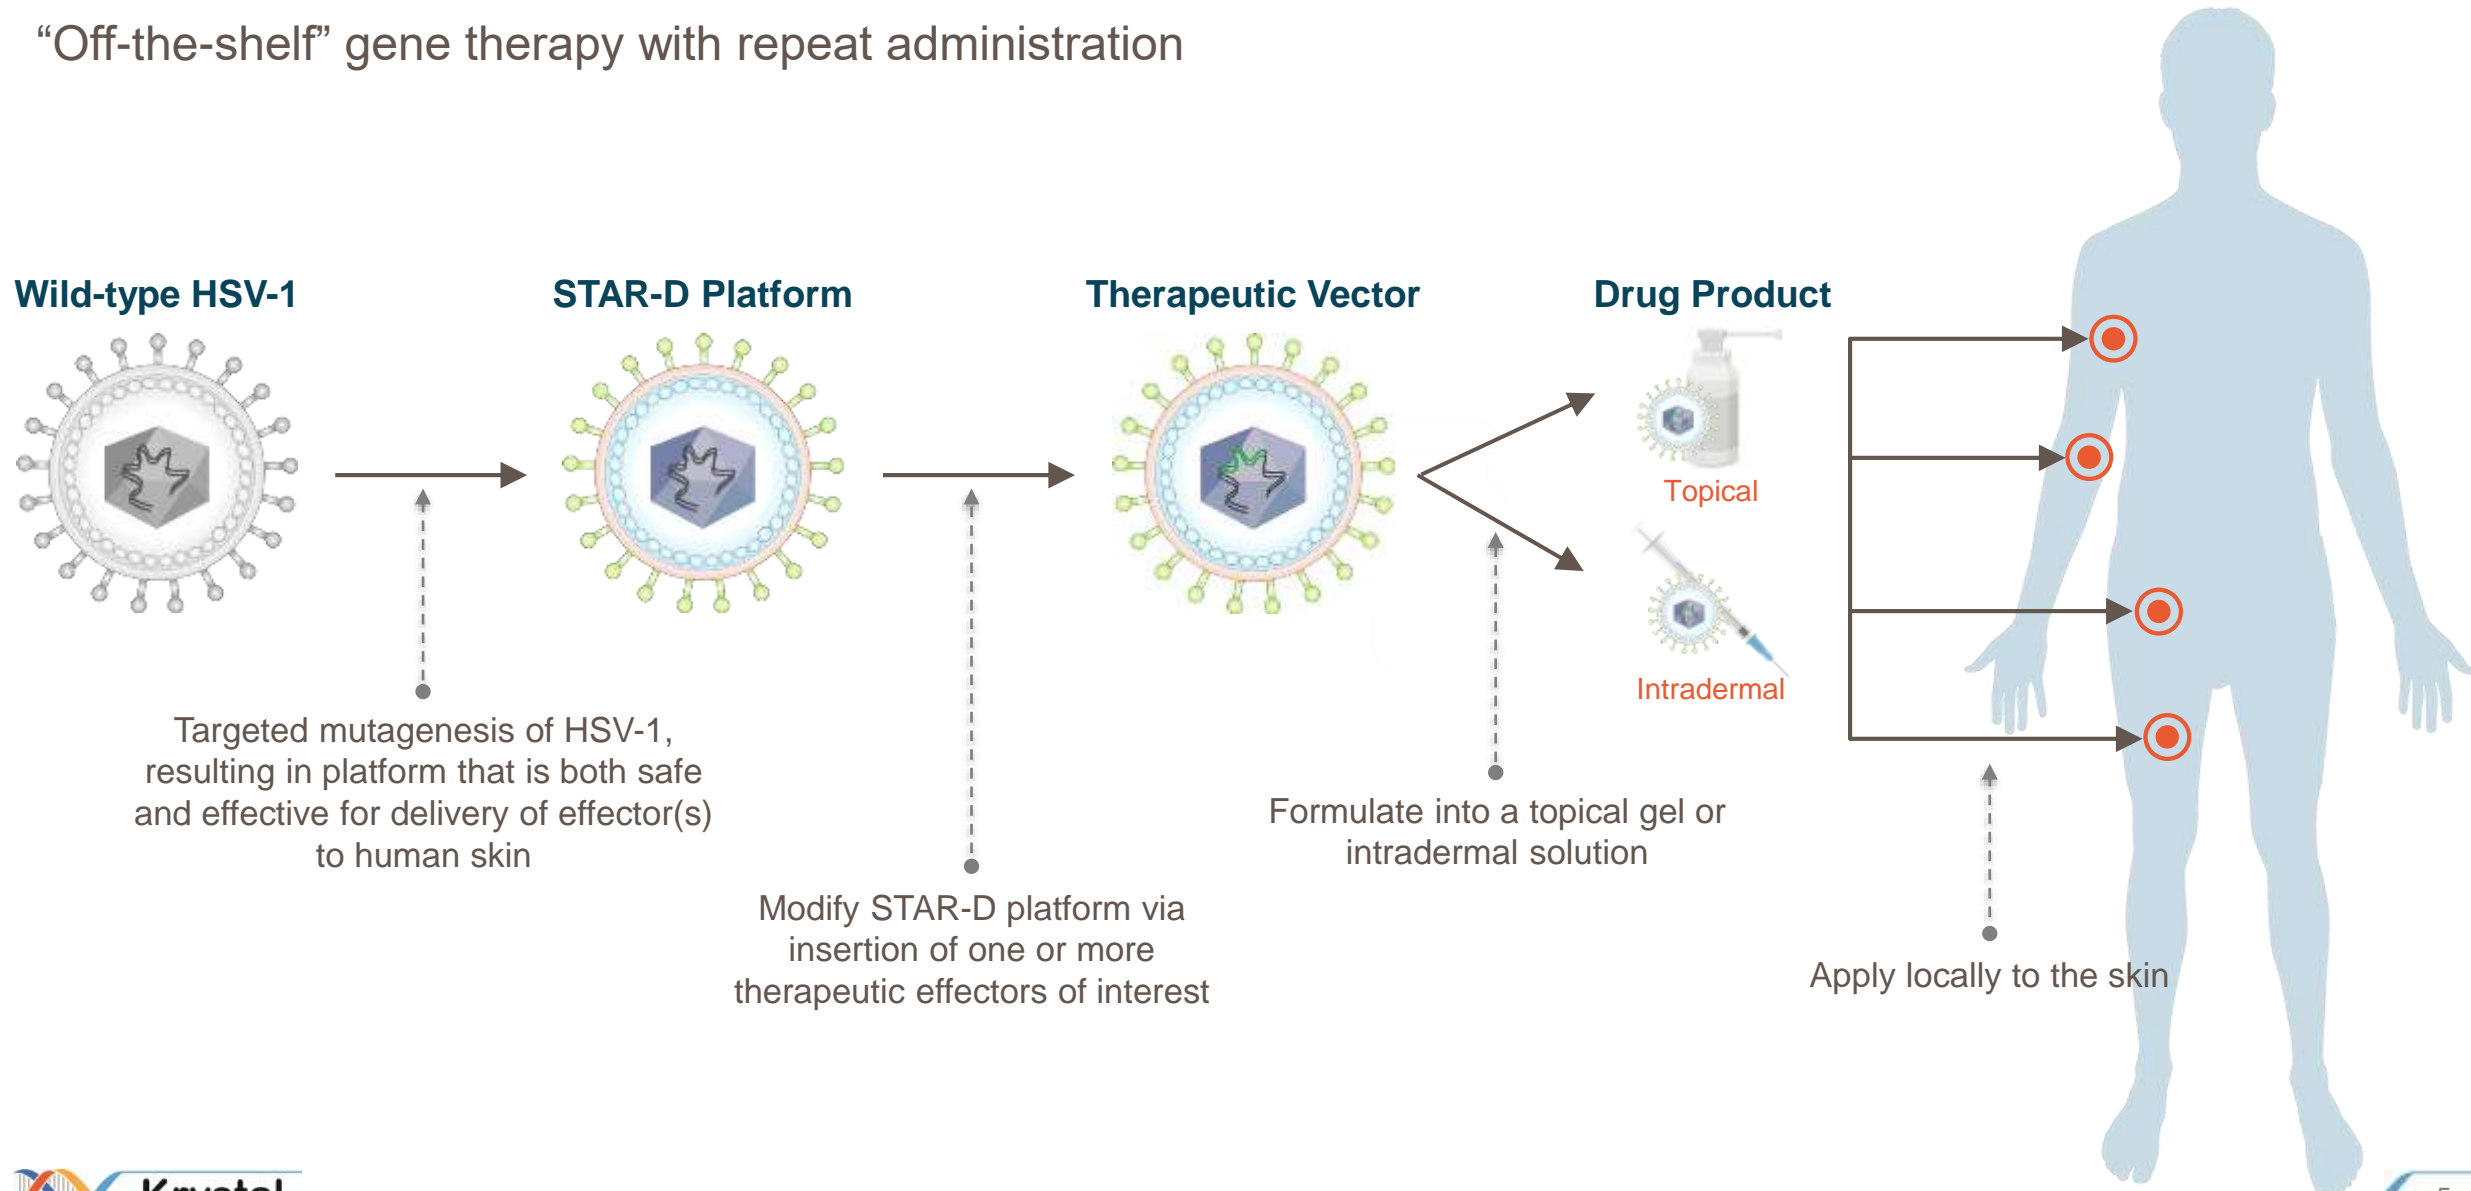 “Off-the-shelf” gene therapy with repeat administration
Wild-type HSV-1
STAR-D Platform
Therapeutic Vector
Drug Product
Topical
Intradermal
Targeted mutagenesis of HSV-1,
resulting in platform that is both safe
and effective for delivery of effector(s)
to human skin
Modify STAR-D platform via
insertion of one or more
therapeutic effectors of interest
Formulate into a topical gel or
intradermal solution
Apply locally to the skin
Krystal